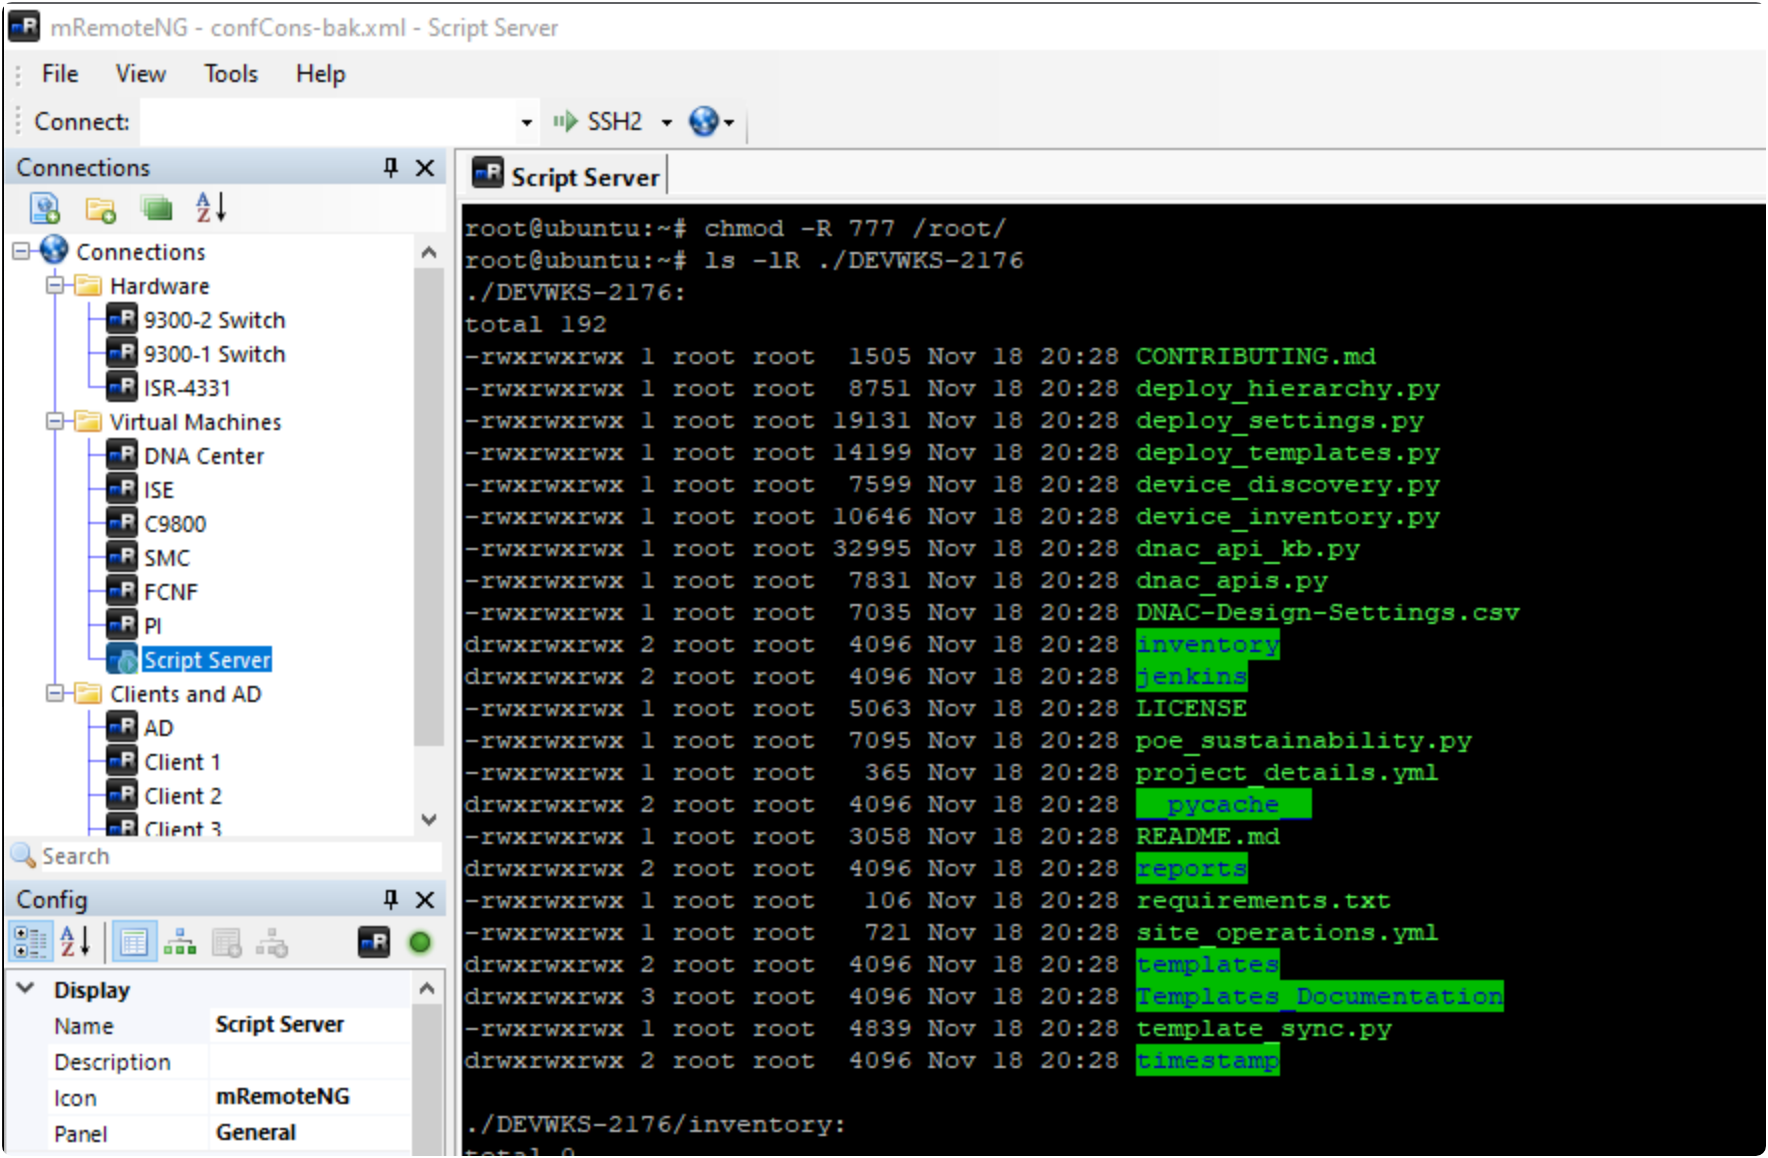 mRemoteNG - confCons-bak.xml - Script Server
File View Tools Help
Connect: SSH2
Connections
Connections
Hardware
9300-2 Switch
9300-1 Switch
ISR-4331
Virtual Machines
DNA Center
ISE
C9800
SMC
FCNF
PI
Script Server
Clients and AD
AD
Client 1
Client 2
Client 3
Search
Config
Display
Name Script Server
Description
Icon mRemoteNG
Panel General
Script Server
root@ubuntu:~# chmod -R 777 /root/
root@ubuntu:~# ls -lR ./DEVWKS-2176
./DEVWKS-2176:
total 192
-rwxrwxrwx 1 root root 1505 Nov 18 20:28 CONTRIBUTING.md
-rwxrwxrwx 1 root root 8751 Nov 18 20:28 deploy_hierarchy.py
-rwxrwxrwx 1 root root 19131 Nov 18 20:28 deploy_settings.py
-rwxrwxrwx 1 root root 14199 Nov 18 20:28 deploy_templates.py
-rwxrwxrwx 1 root root 7599 Nov 18 20:28 device_discovery.py
-rwxrwxrwx 1 root root 10646 Nov 18 20:28 device_inventory.py
-rwxrwxrwx 1 root root 32995 Nov 18 20:28 dnac_api_kb.py
-rwxrwxrwx 1 root root 7831 Nov 18 20:28 dnac_apis.py
-rwxrwxrwx 1 root root 7035 Nov 18 20:28 DNAC-Design-Settings.csv
drwxrwxrwx 2 root root 4096 Nov 18 20:28 inventory
drwxrwxrwx 2 root root 4096 Nov 18 20:28 jenkins
-rwxrwxrwx 1 root root 5063 Nov 18 20:28 LICENSE
-rwxrwxrwx 1 root root 7095 Nov 18 20:28 poe_sustainability.py
-rwxrwxrwx 1 root root 365 Nov 18 20:28 project_details.yml
drwxrwxrwx 2 root root 4096 Nov 18 20:28 __pycache__
-rwxrwxrwx 1 root root 3058 Nov 18 20:28 README.md
drwxrwxrwx 2 root root 4096 Nov 18 20:28 reports
-rwxrwxrwx 1 root root 106 Nov 18 20:28 requirements.txt
-rwxrwxrwx 1 root root 721 Nov 18 20:28 site_operations.yml
drwxrwxrwx 2 root root 4096 Nov 18 20:28 templates
drwxrwxrwx 3 root root 4096 Nov 18 20:28 Templates_Documentation
-rwxrwxrwx 1 root root 4839 Nov 18 20:28 template_sync.py
drwxrwxrwx 2 root root 4096 Nov 18 20:28 timestamp
./DEVWKS-2176/inventory:
total 0